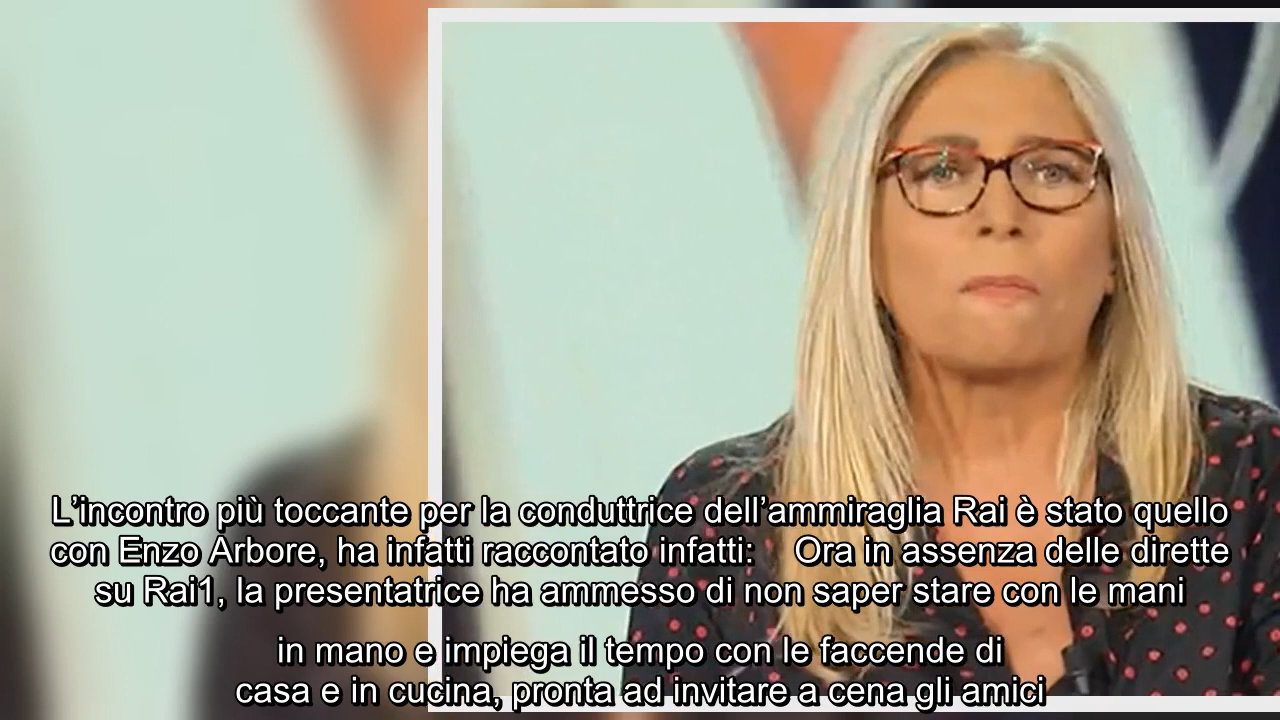 L’incontro più toccante per la conduttrice dell’ammiraglia Rai è stato quello
con Enzo Arbore, ha infatti raccontato infatti: Ora in assenza delle dirette
su Rai1, la presentatrice ha ammesso di non saper stare con le mani
in mano e impiega il tempo con le faccende di
casa e in cucina, pronta ad invitare a cena gli amici